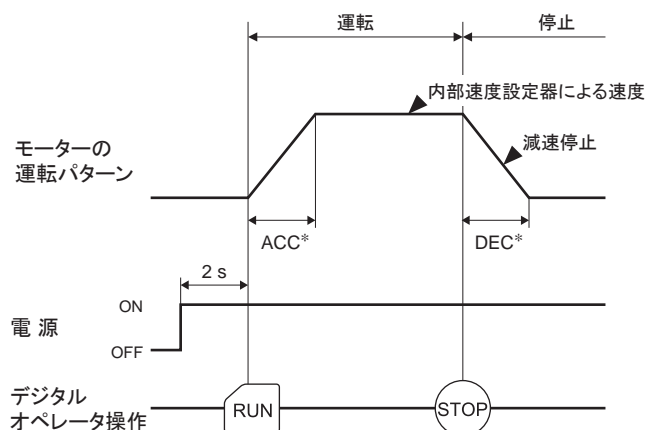 運転
停止
内部速度設定器による速度
減速停止
モーターの
運転パターン
ACC*
DEC*
2 s
ON
電 源
OFF
デジタル
オペレータ操作
RUN
STOP